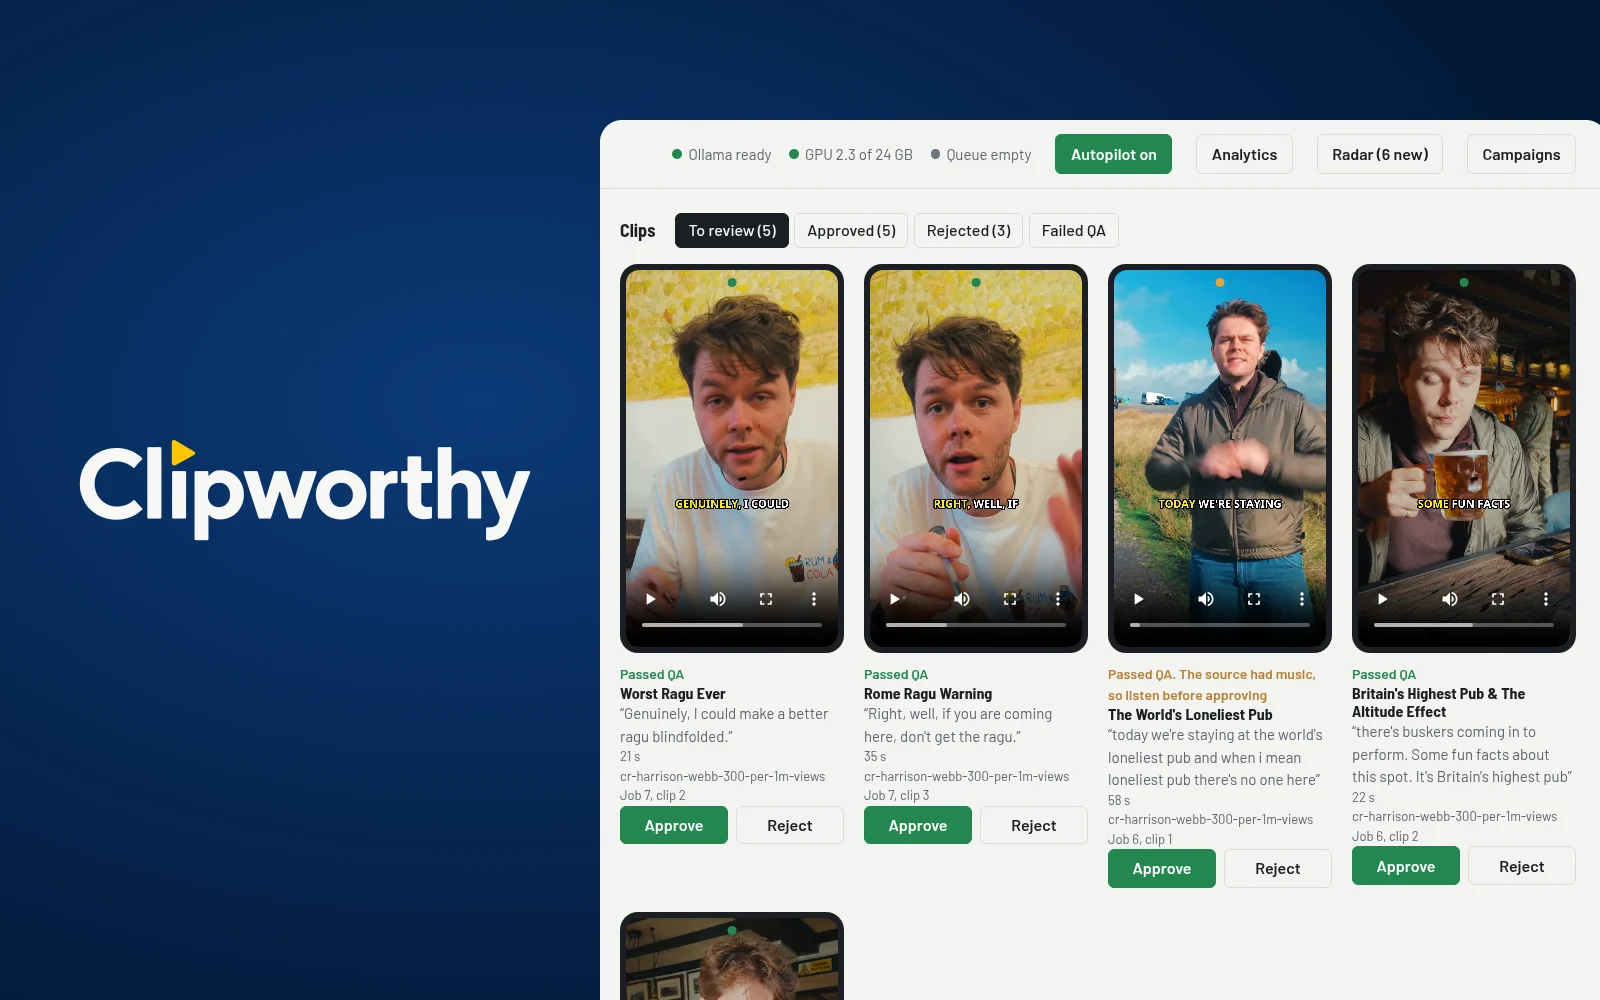 Clipworthy
Ollama ready
GPU 2.3 of 24 GB
Queue empty
Autopilot on
Analytics
Radar (6 new)
Campaigns
Clips
To review (5)
Approved (5)
Rejected (3)
Failed QA
GENUINELY, I COULD
RUM &
COLA
Passed QA
Worst Ragu Ever
“Genuinely, I could make a better
ragu blindfolded.”
21 s
cr-harrison-webb-300-per-1m-views
Job 7, clip 2
Approve
Reject
RIGHT, WELL, IF
Passed QA
Rome Ragu Warning
“Right, well, if you are coming
here, don't get the ragu.”
35 s
cr-harrison-webb-300-per-1m-views
Job 7, clip 3
Approve
Reject
TODAY WE'RE STAYING
Passed QA. The source had music,
so listen before approving
The World's Loneliest Pub
“today we're staying at the world's
loneliest pub and when i mean
loneliest pub there's no one here”
58 s
cr-harrison-webb-300-per-1m-views
Job 6, clip 1
Approve
Reject
SOME FUN FACTS
Passed QA
Britain's Highest Pub & The
Altitude Effect
“there's buskers coming in to
perform. Some fun facts about
this spot. It's Britain's highest pub”
22 s
cr-harrison-webb-300-per-1m-views
Job 6, clip 2
Approve
Reject